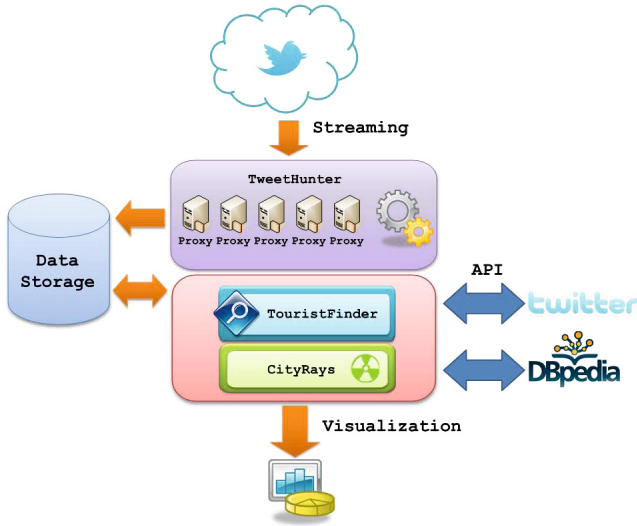 Streaming
TweetHunter
Proxy Proxy Proxy Proxy Proxy
Data
Storage
API
TouristFinder
twitter
CityRays
DBpedia
Visualization